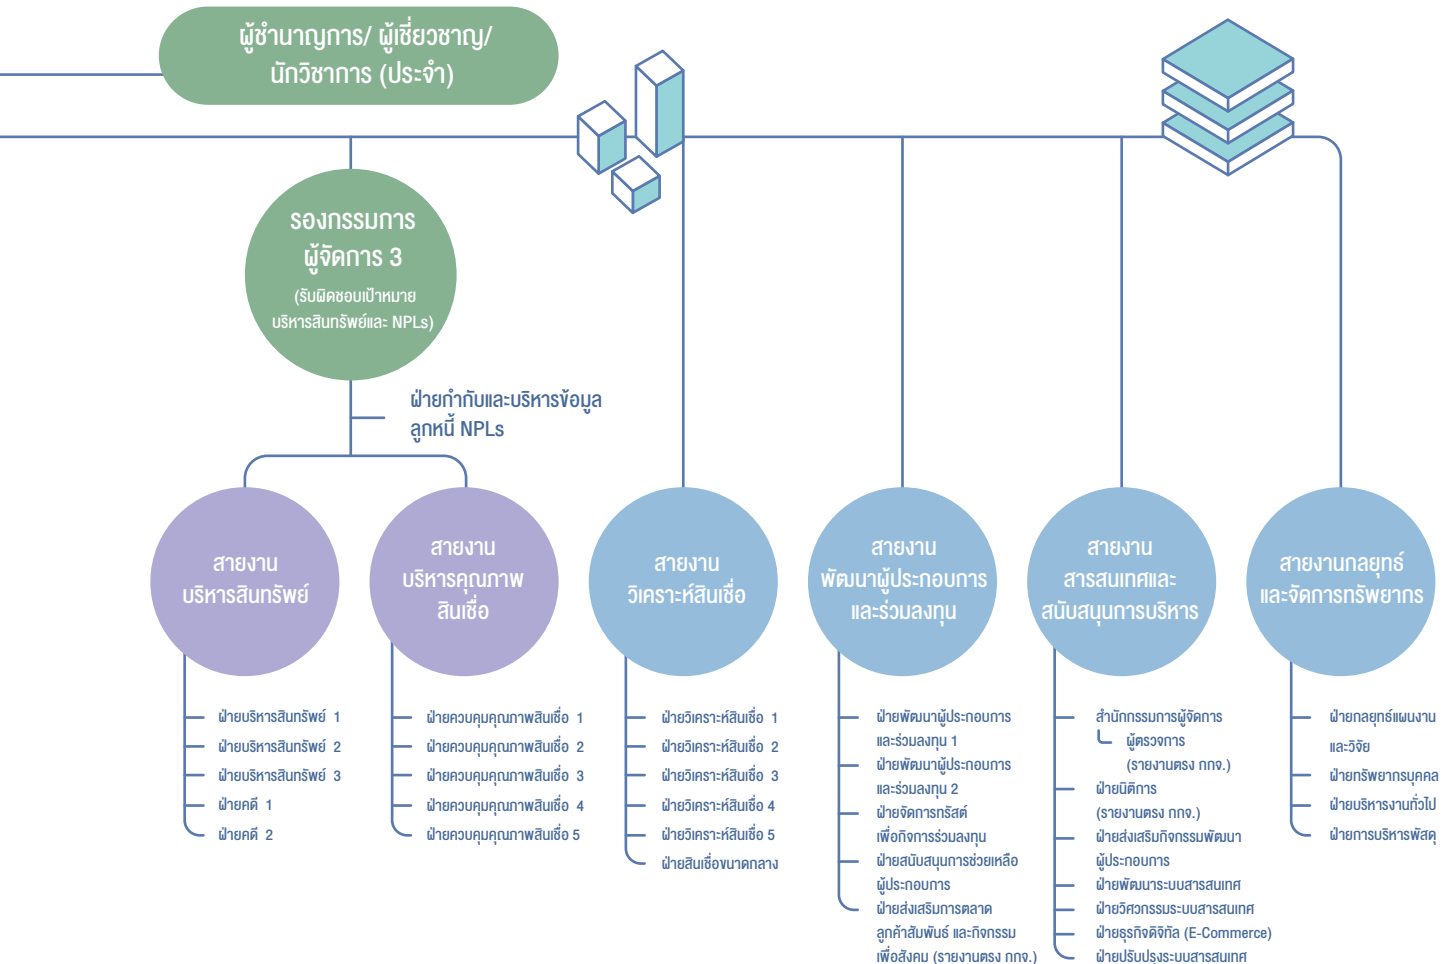 ผู้ชำนาญการ/ ผู้เชี่ยวชาญ/
นักวิชาการ (ประจำ)
รองกรรมการ
ผู้จัดการ 3
(รับผิดชอบเป้าหมาย
บริหารสินทรัพย์และ NPLs)
ฝ่ายกำกับและบริหารข้อมูล
ลูกหนี้ NPLs
สายงาน
บริหารสินทรัพย์
ฝ่ายบริหารสินทรัพย์ 1
ฝ่ายบริหารสินทรัพย์ 2
ฝ่ายบริหารสินทรัพย์ 3
ฝ่ายคดี 1
ฝ่ายคดี 2
สายงาน
บริหารคุณภาพ
สินเชื่อ
ฝ่ายควบคุมคุณภาพสินเชื่อ 1
ฝ่ายควบคุมคุณภาพสินเชื่อ 2
ฝ่ายควบคุมคุณภาพสินเชื่อ 3
ฝ่ายควบคุมคุณภาพสินเชื่อ 4
ฝ่ายควบคุมคุณภาพสินเชื่อ 5
สายงาน
วิเคราะห์สินเชื่อ
ฝ่ายวิเคราะห์สินเชื่อ 1
ฝ่ายวิเคราะห์สินเชื่อ 2
ฝ่ายวิเคราะห์สินเชื่อ 3
ฝ่ายวิเคราะห์สินเชื่อ 4
ฝ่ายวิเคราะห์สินเชื่อ 5
ฝ่ายสินเชื่อขนาดกลาง
สายงาน
พัฒนาผู้ประกอบการ
และร่วมลงทุน
ฝ่ายพัฒนาผู้ประกอบการ
และร่วมลงทุน 1
ฝ่ายพัฒนาผู้ประกอบการ
และร่วมลงทุน 2
ฝ่ายจัดการทรัสต์
เพื่อกิจการร่วมลงทุน
ฝ่ายสนับสนุนการช่วยเหลือ
ผู้ประกอบการ
ฝ่ายส่งเสริมการตลาด
ลูกค้าสัมพันธ์ และกิจกรรม
เพื่อสังคม (รายงานตรง กกจ.)
สายงาน
สารสนเทศและ
สนับสนุนการบริหาร
สำนักกรรมการผู้จัดการ
ผู้ตรวจการ
(รายงานตรง กกจ.)
ฝ่ายนิติการ
(รายงานตรง กกจ.)
ฝ่ายส่งเสริมกิจกรรมพัฒนา
ผู้ประกอบการ
ฝ่ายพัฒนาระบบสารสนเทศ
ฝ่ายวิศวกรรมระบบสารสนเทศ
ฝ่ายธุรกิจดิจิทัล (E-Commerce)
ฝ่ายปรับปรุงระบบสารสนเทศ
สายงานกลยุทธ์
และจัดการทรัพยากร
ฝ่ายกลยุทธ์แผนงาน
และวิจัย
ฝ่ายทรัพยากรบุคคล
ฝ่ายบริหารงานทั่วไป
ฝ่ายการบริหารพัสดุ